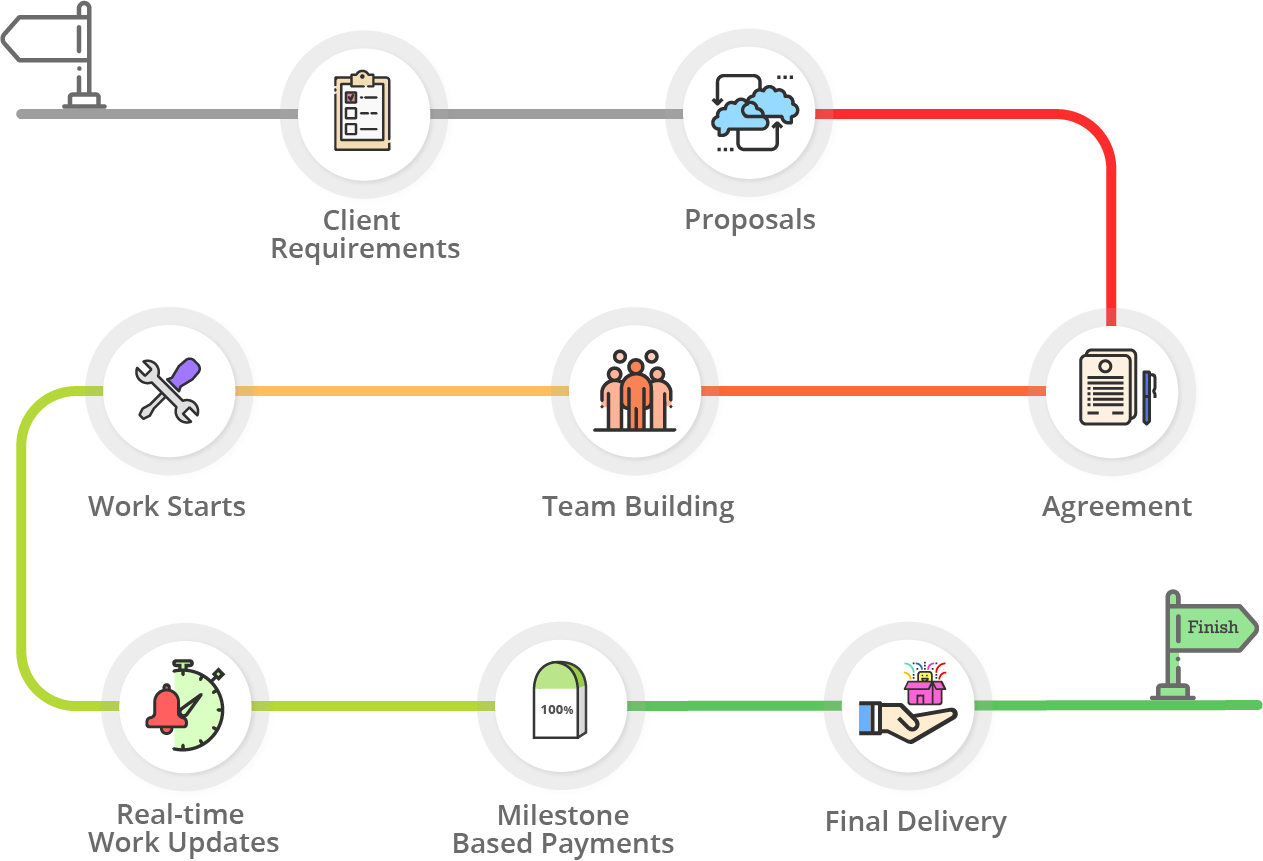 Client
Requirements
Proposals
Agreement
Team Building
Work Starts
Real-time
Work Updates
100%
Milestone
Based Payments
Final Delivery
Finish